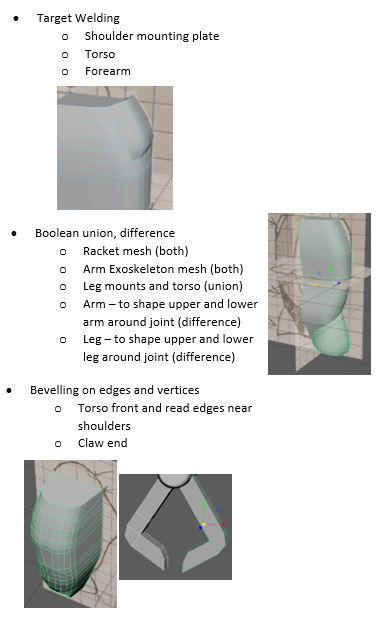 • Target Welding
o Shoulder mounting plate
o Torso
o Forearm
• Boolean union, difference
o Racket mesh (both)
o Arm Exoskeleton mesh (both)
o Leg mounts and torso (union)
o Arm – to shape upper and lower
arm around joint (difference)
o Leg – to shape upper and lower
leg around joint (difference)
• Bevelling on edges and vertices
o Torso front and read edges near
shoulders
o Claw end